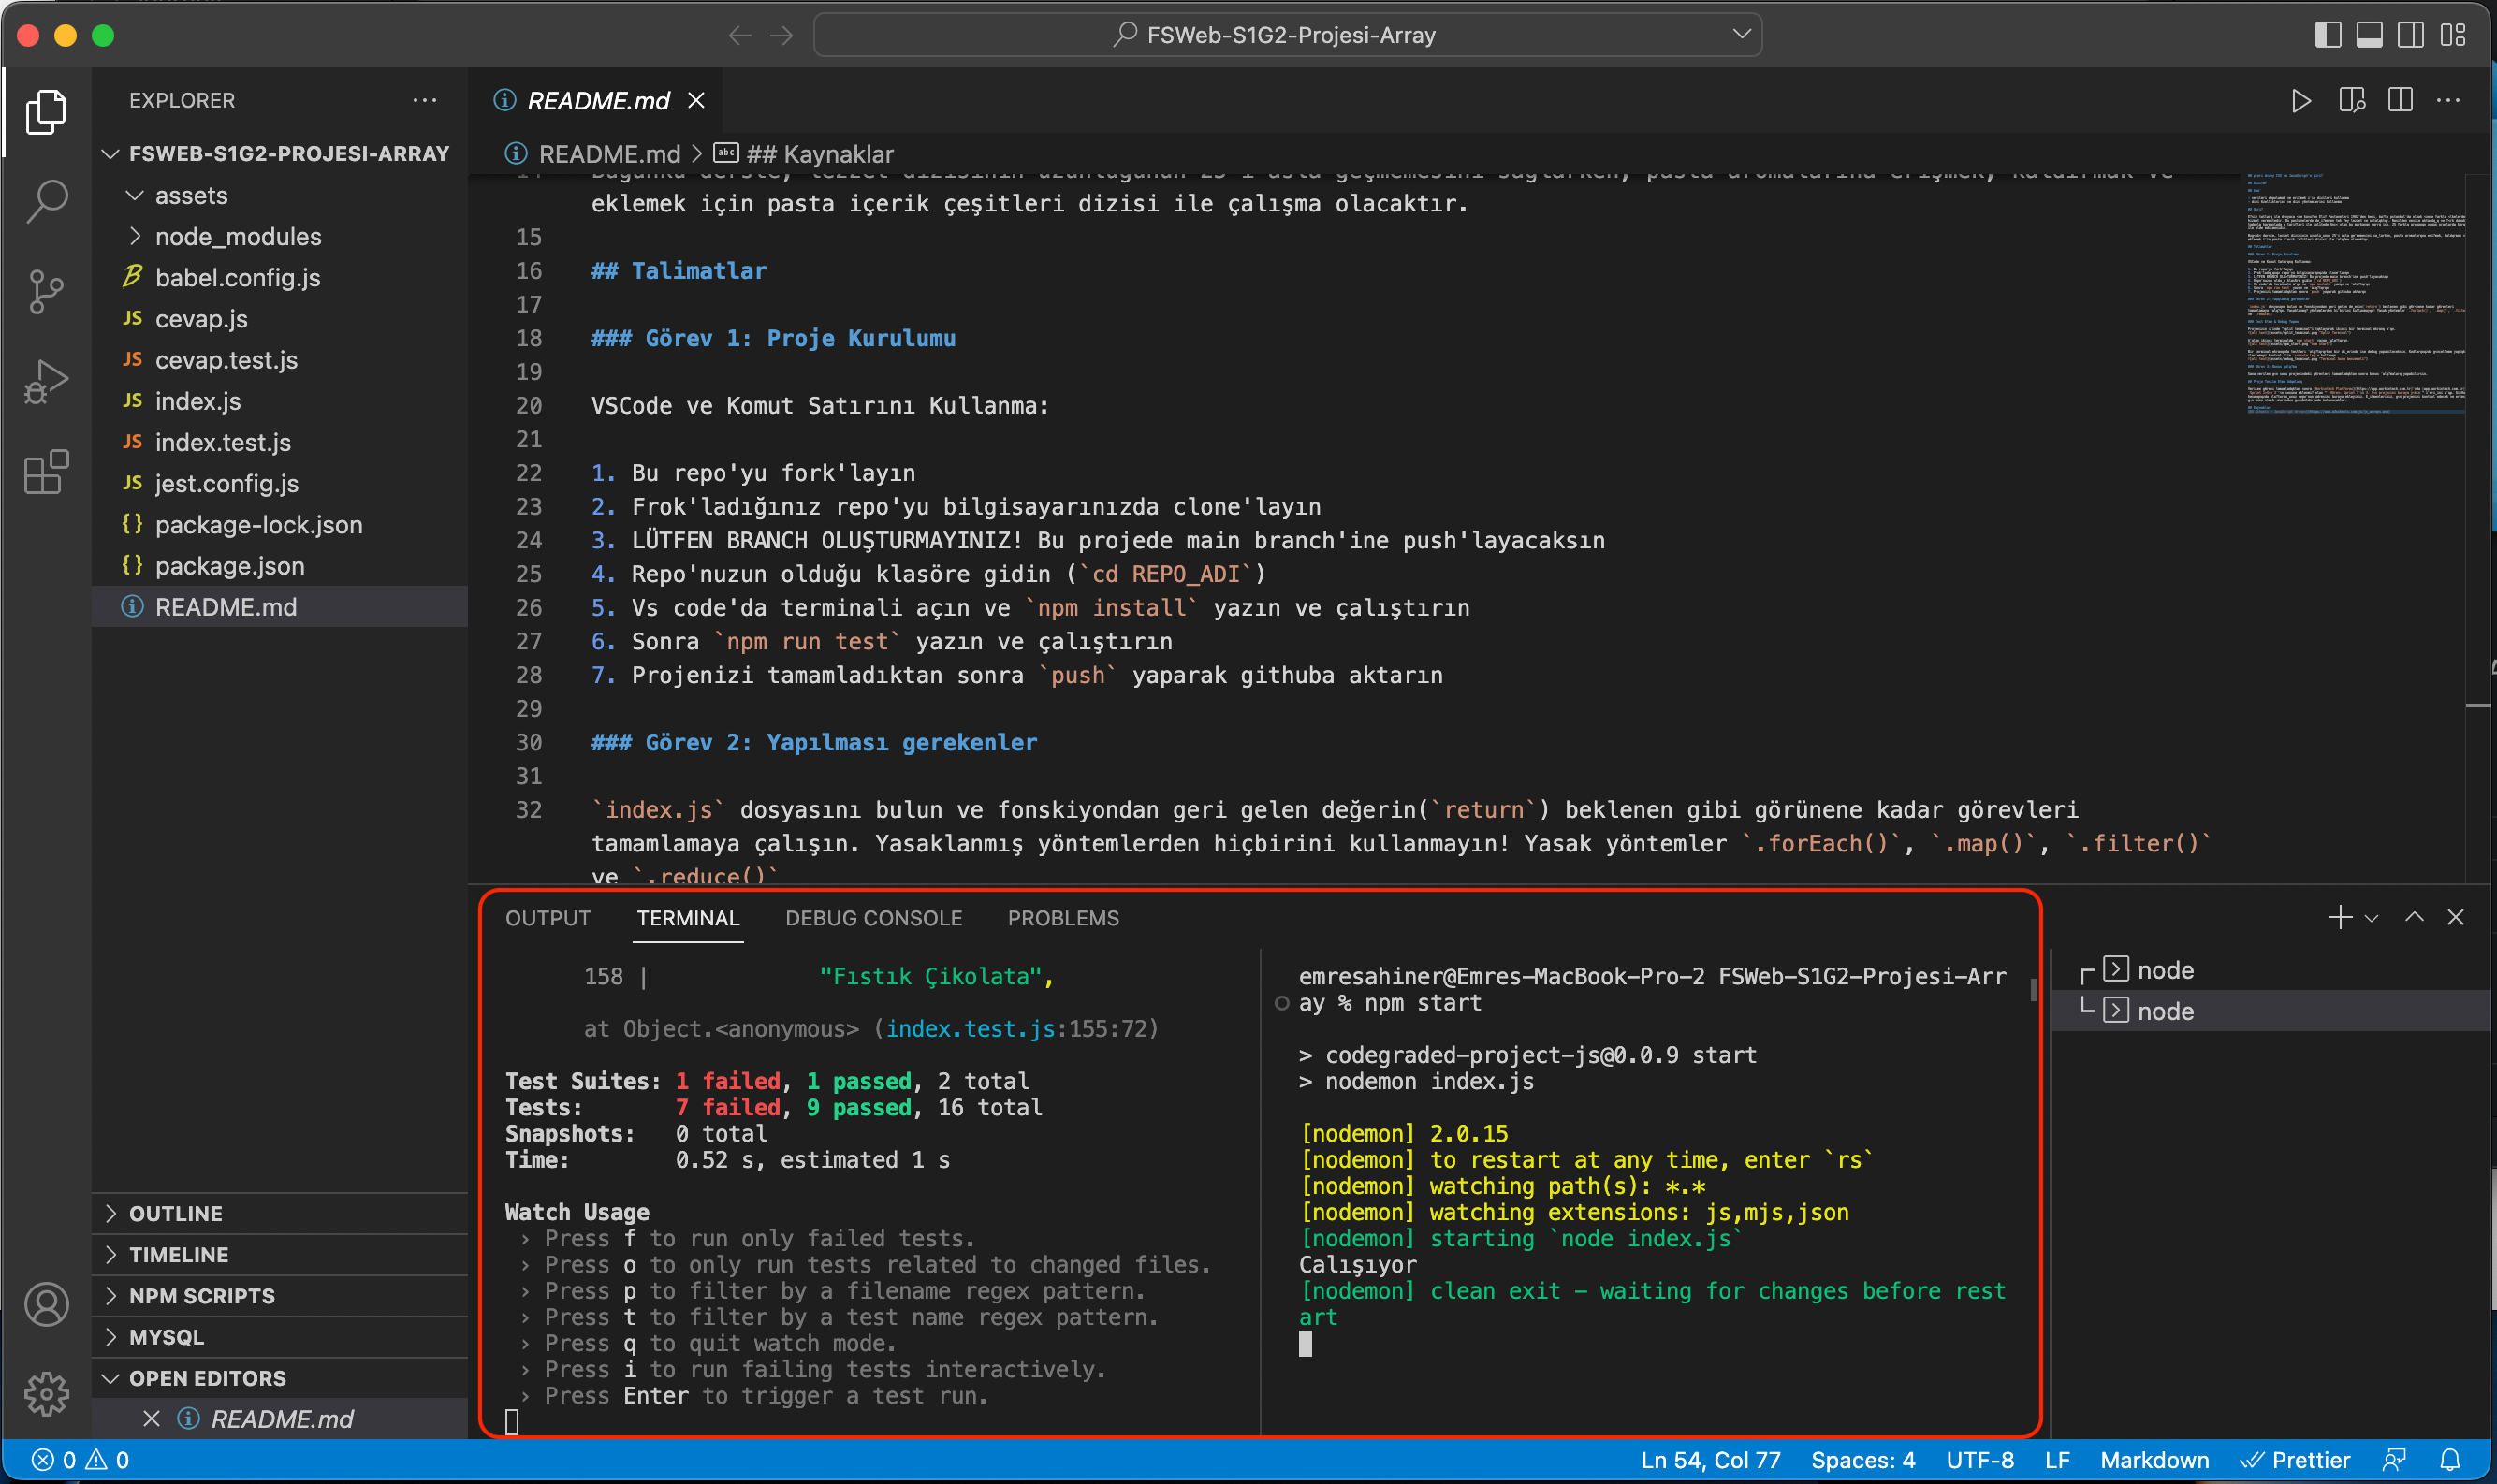 FSWeb-S1G2-Projesi-Array
EXPLORER
FSWEB-S1G2-PROJESI-ARRAY
assets
node_modules
babel.config.js
JS cevap.js
JS cevap.test.js
JS index.js
JS index.test.js
JS jest.config.js
{} package-lock.json
{} package.json
README.md
OUTLINE
TIMELINE
NPM SCRIPTS
MYSQL
OPEN EDITORS
README.md
README.md
README.md > abc ## Kaynaklar
eklemek için pasta içerik çeşitleri dizisi ile çalışma olacaktır.
15
16 ## Talimatlar
17
18 ### Görev 1: Proje Kurulumu
19
20 VSCode ve Komut Satırını Kullanma:
21
22 1. Bu repo'yu fork'layın
23 2. Frok'ladığınız repo'yu bilgisayarınızda clone'layın
24 3. LÜTFEN BRANCH OLUŞTURMAYINIZ! Bu projede main branch'ine push'layacaksın
25 4. Repo'nuzun olduğu klasöre gidin (`cd REPO_ADI`)
26 5. Vs code'da terminali açın ve `npm install` yazın ve çalıştırın
27 6. Sonra `npm run test` yazın ve çalıştırın
28 7. Projenizi tamamladıktan sonra `push` yaparak githuba aktarın
29
30 ### Görev 2: Yapılması gerekenler
31
32 `index.js` dosyasını bulun ve fonskiyondan geri gelen değerin(`return`) beklenen gibi görünene kadar görevleri
tamamlamaya çalışın. Yasaklanmış yöntemlerden hiçbirini kullanmayın! Yasak yöntemler `.forEach()`, `.map()`, `.filter()`
ve `.reduce()`
OUTPUT TERMINAL DEBUG CONSOLE PROBLEMS
158 | "Fıstık Çikolata",
at Object.<anonymous> (index.test.js:155:72)
Test Suites: 1 failed, 1 passed, 2 total
Tests: 7 failed, 9 passed, 16 total
Snapshots: 0 total
Time: 0.52 s, estimated 1 s
Watch Usage
› Press f to run only failed tests.
› Press o to only run tests related to changed files.
› Press p to filter by a filename regex pattern.
› Press t to filter by a test name regex pattern.
› Press q to quit watch mode.
› Press i to run failing tests interactively.
› Press Enter to trigger a test run.
emresahiner@Emres-MacBook-Pro-2 FSWeb-S1G2-Projesi-Arr
ay % npm start
> codegraded-project-js@0.0.9 start
> nodemon index.js
[nodemon] 2.0.15
[nodemon] to restart at any time, enter `rs`
[nodemon] watching path(s): *.*
[nodemon] watching extensions: js,mjs,json
[nodemon] starting `node index.js`
Calışıyor
[nodemon] clean exit - waiting for changes before rest
art
node
node
0 0
Ln 54, Col 77 Spaces: 4 UTF-8 LF Markdown Prettier